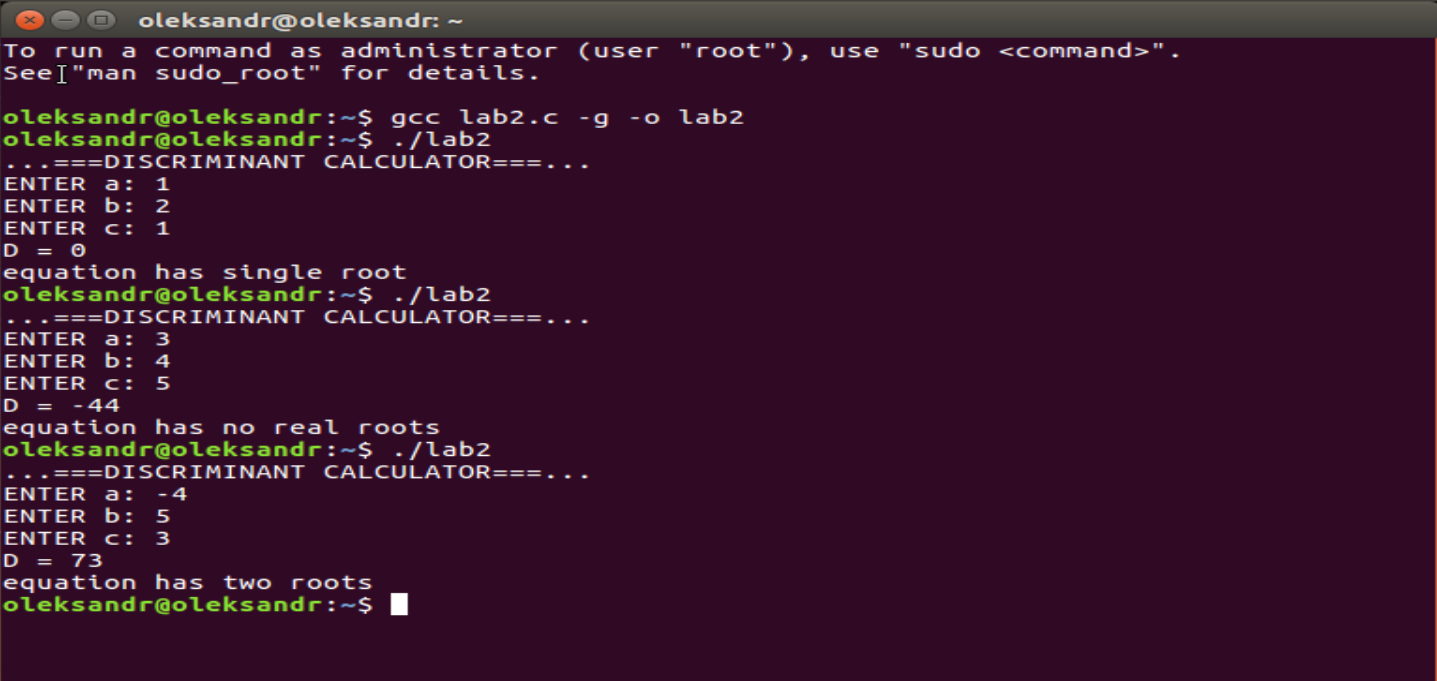 oleksandr@oleksandr: ~
To run a command as administrator (user "root"), use "sudo <command>".
See "man sudo_root" for details.
oleksandr@oleksandr:~$ gcc lab2.c -g -o lab2
oleksandr@oleksandr:~$ ./lab2
...===DISCRIMINANT CALCULATOR===...
ENTER a: 1
ENTER b: 2
ENTER c: 1
D = 0
equation has single root
oleksandr@oleksandr:~$ ./lab2
...===DISCRIMINANT CALCULATOR===...
ENTER a: 3
ENTER b: 4
ENTER c: 5
D = -44
equation has no real roots
oleksandr@oleksandr:~$ ./lab2
...===DISCRIMINANT CALCULATOR===...
ENTER a: -4
ENTER b: 5
ENTER c: 3
D = 73
equation has two roots
oleksandr@oleksandr:~$